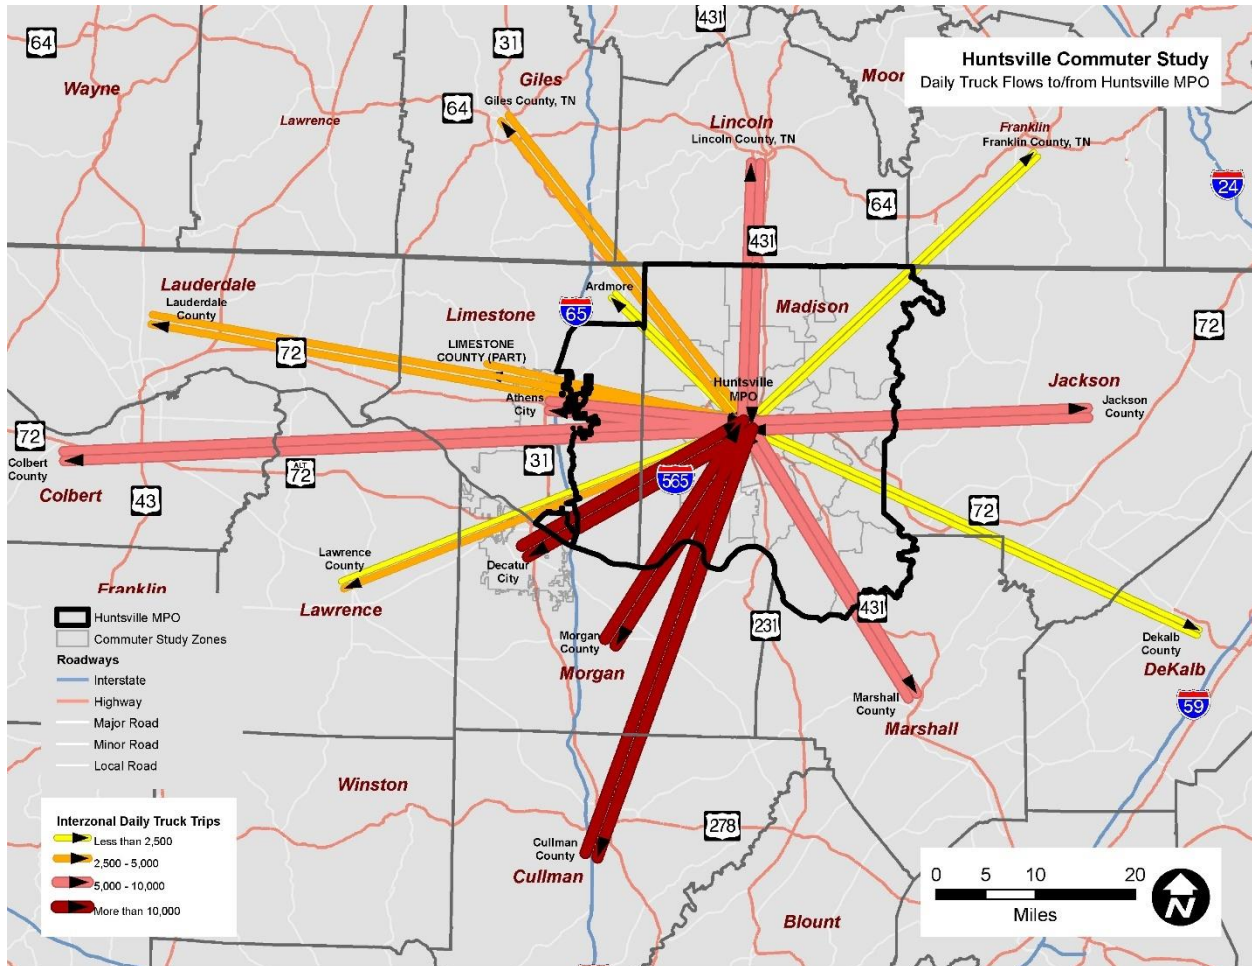 Huntsville Commuter Study
Daily Truck Flows to/from Huntsville MPO
431
64
31
Wayne
Giles
Giles County, TN
64
Lawrence
Lincoln
Lincoln County, TN
Moor
Franklin
Franklin County, TN
24
64
431
Lauderdale
Lauderdale
County
Ardmore
65
Madison
Limestone
72
LIMESTONE
COUNTY (PART)
72
Huntsville
MPO
Athens
City
Jackson
Jackson
County
72
Colbert
County
Colbert
ALT
72
43
31
565
72
Lawrence
County
Lawrence
Decatur
City
Franklin
431
231
Morgan
County
Morgan
Dekalb
County
DeKalb
Marshall
County
Marshall
59
Huntsville MPO
Commuter Study Zones
Roadways
Interstate
Highway
Major Road
Minor Road
Local Road
Winston
Interzonal Daily Truck Trips
Less than 2,500
2,500 - 5,000
5,000 - 10,000
More than 10,000
278
Cullman
County
Cullman
Blount
0 5 10 20
Miles
N